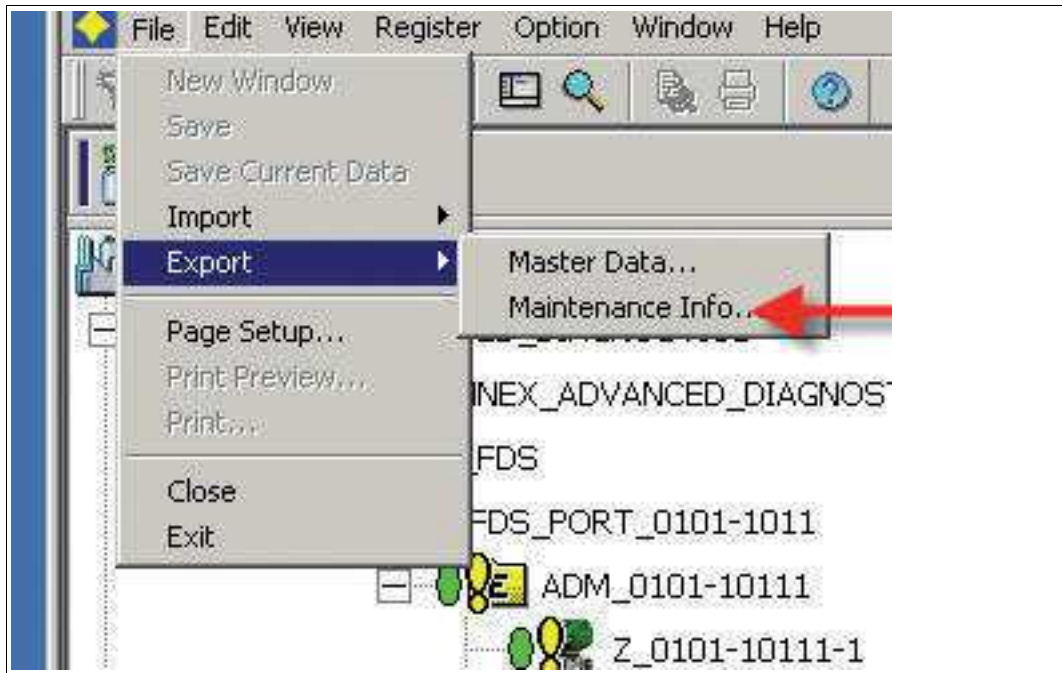 File Edit View Register Option Window Help
New Window
Save
Save Current Data
Import
Export
Master Data...
Maintenance Info..
Page Setup...
Print Preview...
Print...
NEX_ADVANCED_DIAGNOS
FDS
Close
Exit
FDS_PORT_0101-1011
E ADM_0101-10111
Z_0101-10111-1